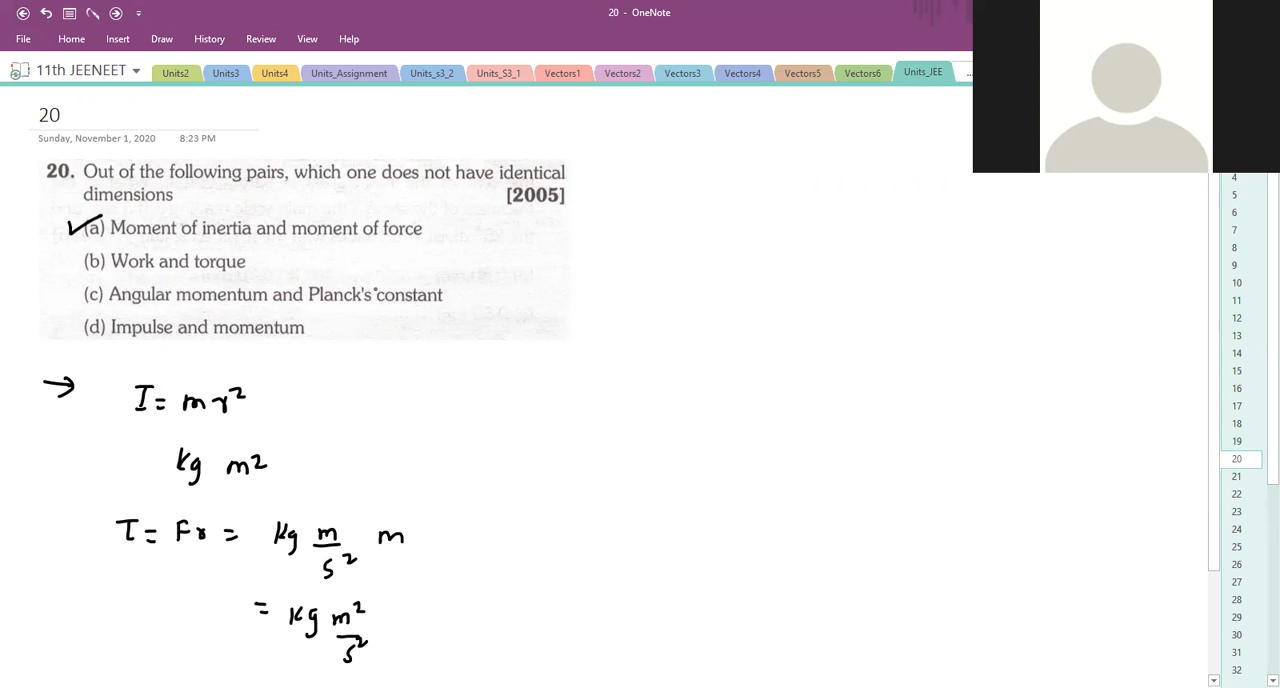 20 - OneNote
File Home Insert Draw History Review View Help
11th JEENEET Units2 Units3 Units4 Units_Assignment Units_s3_2 Units_S3_1 Vectors1 Vectors2 Vectors3 Vectors4 Vectors5 Vectors6 Units_JEE ...
20
Sunday, November 1, 2020 8:23 PM
20. Out of the following pairs, which one does not have identical
dimensions [2005]
(a) Moment of inertia and moment of force
(b) Work and torque
(c) Angular momentum and Planck's constant
(d) Impulse and momentum
→ I = mr²
kg m²
τ = Fr = kg m/s² m
= kg m²/s²
4
5
6
7
8
9
10
11
12
13
14
15
16
17
18
19
20
21
22
23
24
25
26
27
28
29
30
31
32